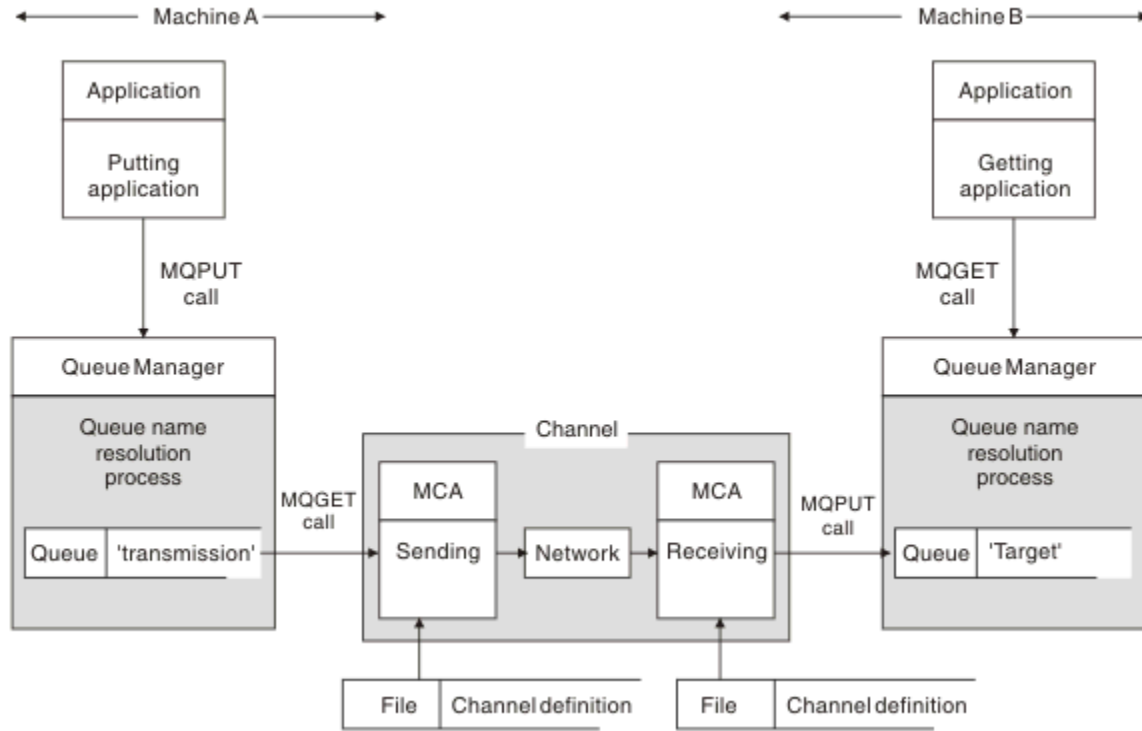 Machine A
Machine B
Application
Putting
application
Application
Getting
application
MQPUT
call
MQGET
call
Queue Manager
Queue name
resolution
process
Queue 'transmission'
Queue Manager
Queue name
resolution
process
Queue 'Target'
MQGET
call
Channel
MCA
Sending
Network
MCA
Receiving
MQPUT
call
File Channel definition
File Channel definition